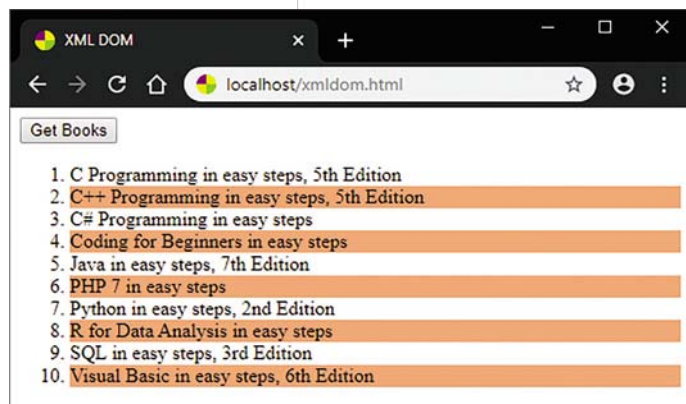 XML DOM
localhost/xmldom.html
Get Books
1. C Programming in easy steps, 5th Edition
2. C++ Programming in easy steps, 5th Edition
3. C# Programming in easy steps
4. Coding for Beginners in easy steps
5. Java in easy steps, 7th Edition
6. PHP 7 in easy steps
7. Python in easy steps, 2nd Edition
8. R for Data Analysis in easy steps
9. SQL in easy steps, 3rd Edition
10. Visual Basic in easy steps, 6th Edition